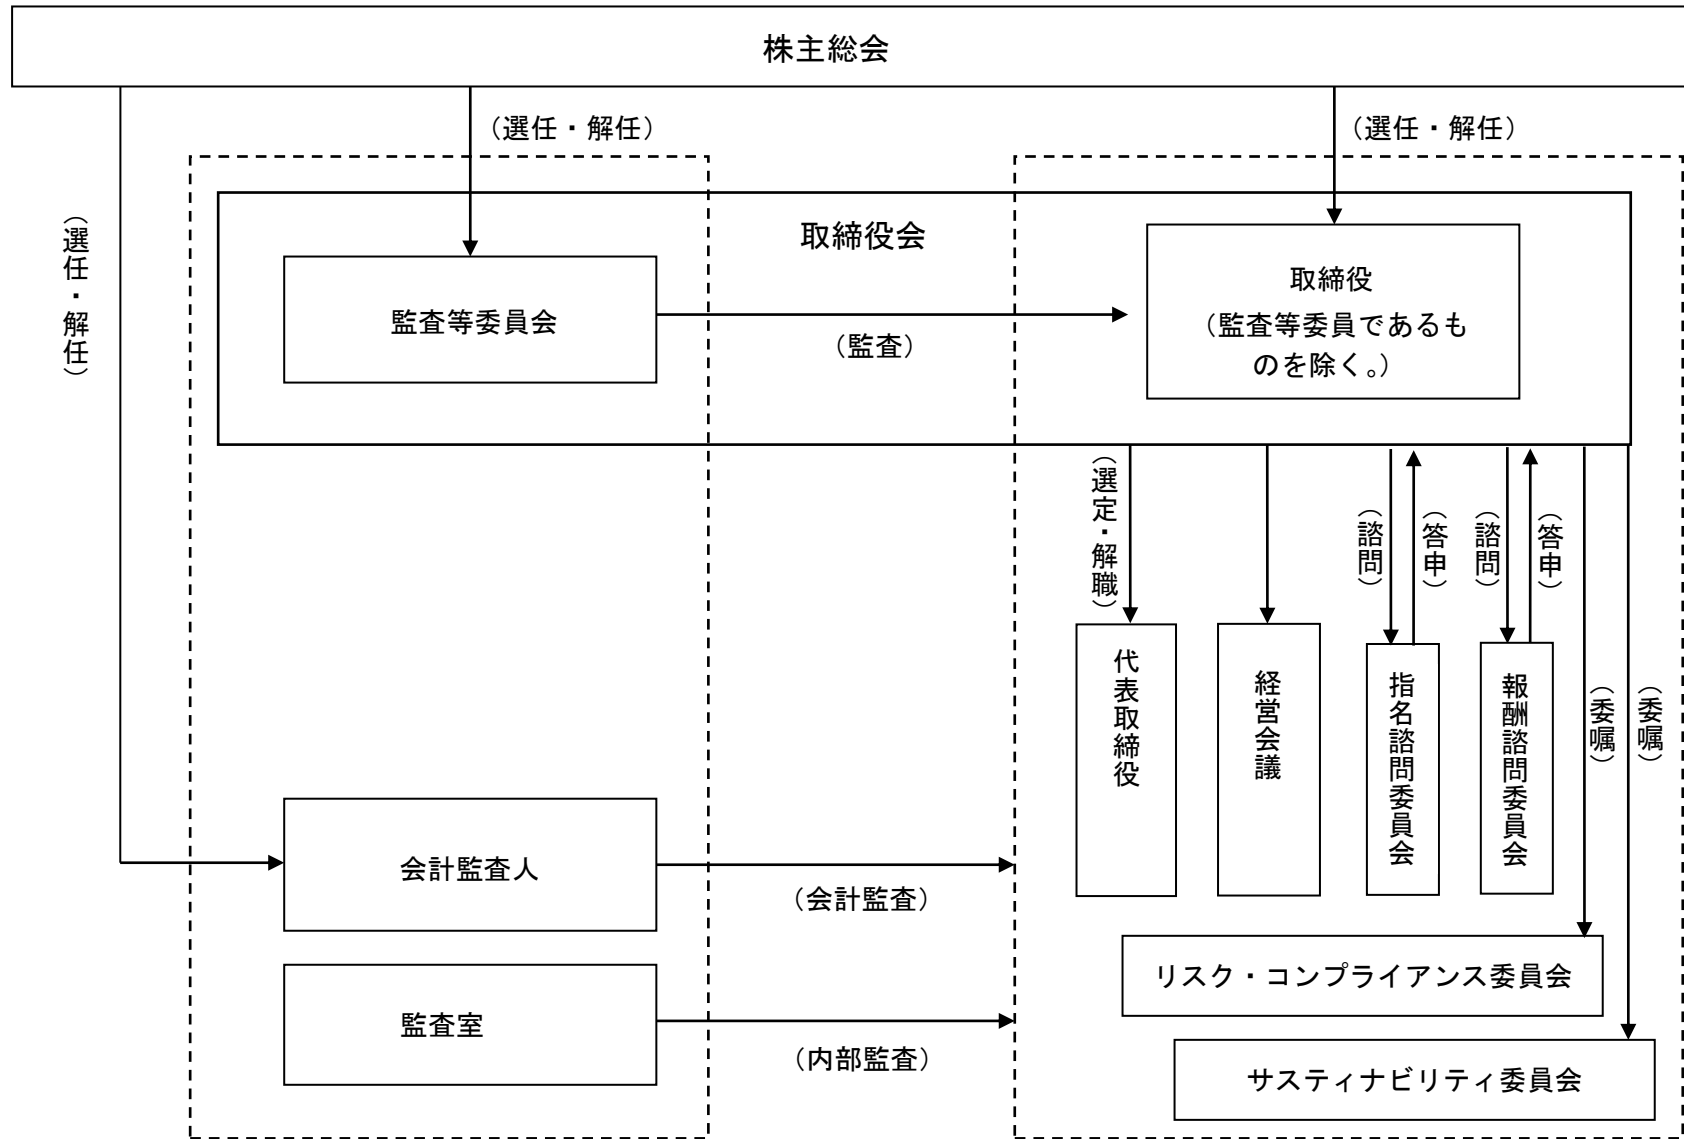 株主総会
（選任・解任）
（選任・解任）
（選任・解任）
取締役会
監査等委員会
（監査）
取締役
（監査等委員であるも
のを除く。）
（選定・解職）
（諮問）
（答申）
（諮問）
（答申）
代表取締役
経営会議
指名諮問委員会
報酬諮問委員会
（委嘱）
（委嘱）
会計監査人
（会計監査）
リスク・コンプライアンス委員会
監査室
（内部監査）
サスティナビリティ委員会